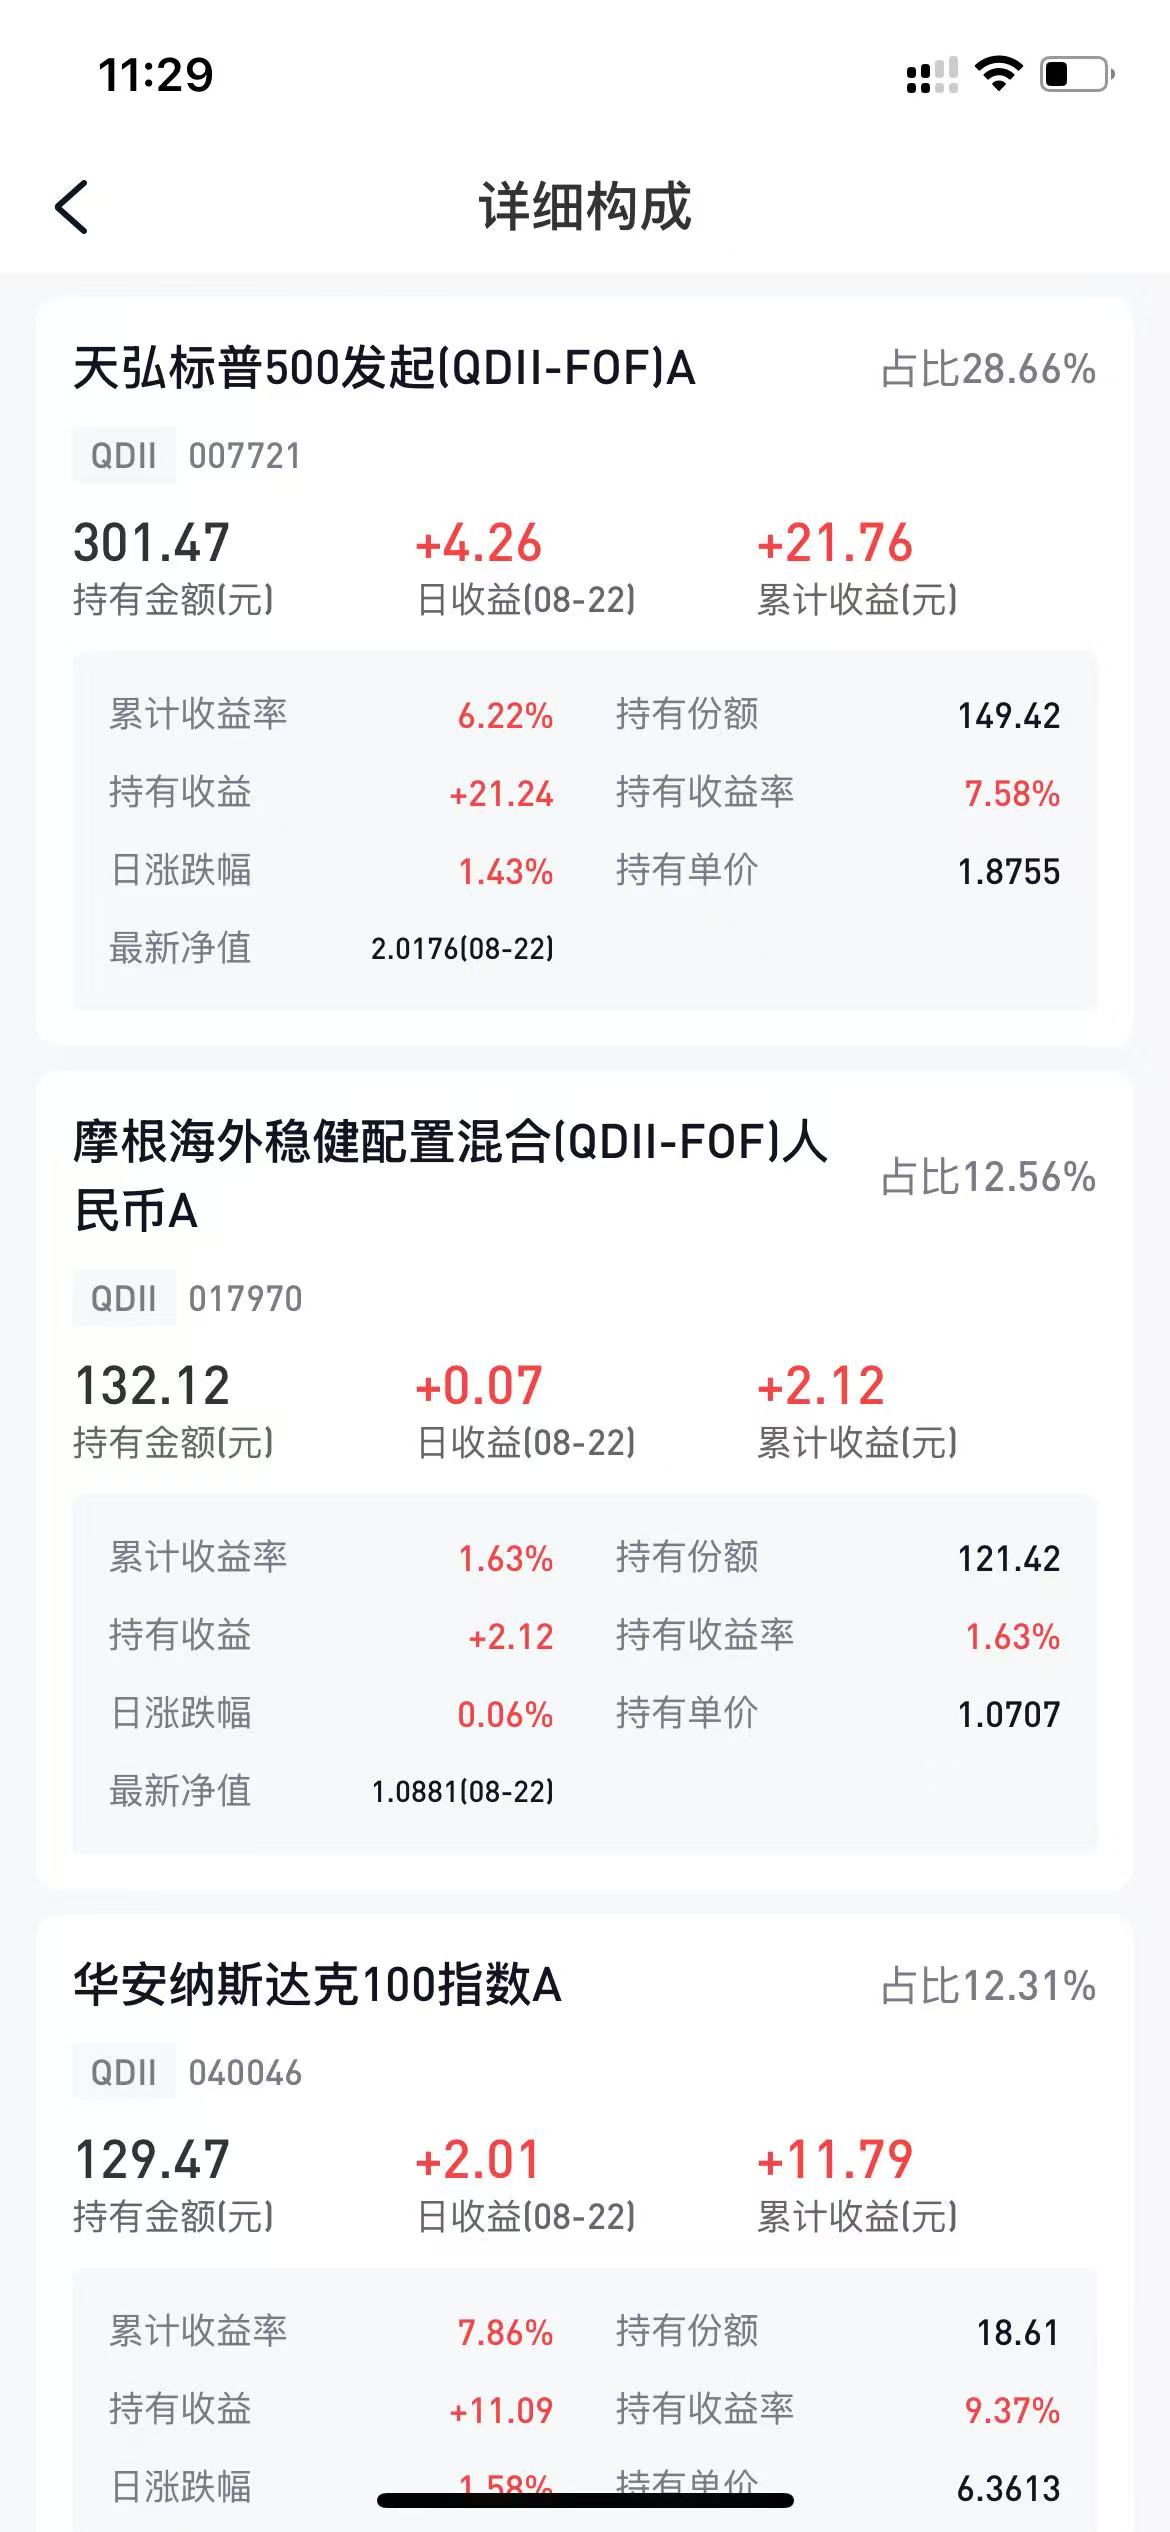 11:29
详细构成
天弘标普500发起(QDII-FOF)A 占比28.66%
QDII 007721
301.47 +4.26 +21.76
持有金额(元) 日收益(08-22) 累计收益(元)
累计收益率 6.22% 持有份额 149.42
持有收益 +21.24 持有收益率 7.58%
日涨跌幅 1.43% 持有单价 1.8755
最新净值 2.0176(08-22)
摩根海外稳健配置混合(QDII-FOF)人
民币A 占比12.56%
QDII 017970
132.12 +0.07 +2.12
持有金额(元) 日收益(08-22) 累计收益(元)
累计收益率 1.63% 持有份额 121.42
持有收益 +2.12 持有收益率 1.63%
日涨跌幅 0.06% 持有单价 1.0707
最新净值 1.0881(08-22)
华安纳斯达克100指数A 占比12.31%
QDII 040046
129.47 +2.01 +11.79
持有金额(元) 日收益(08-22) 累计收益(元)
累计收益率 7.86% 持有份额 18.61
持有收益 +11.09 持有收益率 9.37%
日涨跌幅 1.58% 持有单价 6.3613